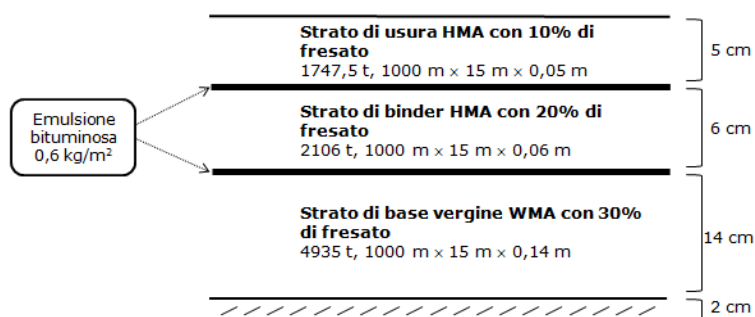 Strato di usura HMA con 10% di
fresato
1747,5 t, 1000 m × 15 m × 0,05 m
5 cm
Emulsione
bituminosa
0,6 kg/m²
Strato di binder HMA con 20% di
fresato
2106 t, 1000 m × 15 m × 0,06 m
6 cm
Strato di base vergine WMA con 30%
di fresato
4935 t, 1000 m × 15 m × 0,14 m
14 cm
2 cm